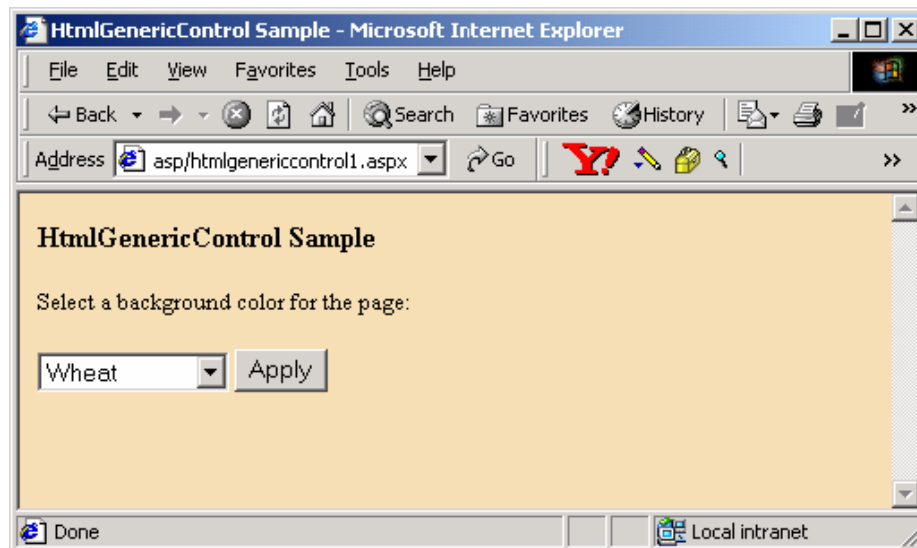 HtmlGenericControl Sample - Microsoft Internet Explorer
File Edit View Favorites Tools Help
Back Search Favorites History »
Address asp/htmlgenericcontrol1.aspx Go Y! »
HtmlGenericControl Sample
Select a background color for the page:
Wheat Apply
Done Local intranet